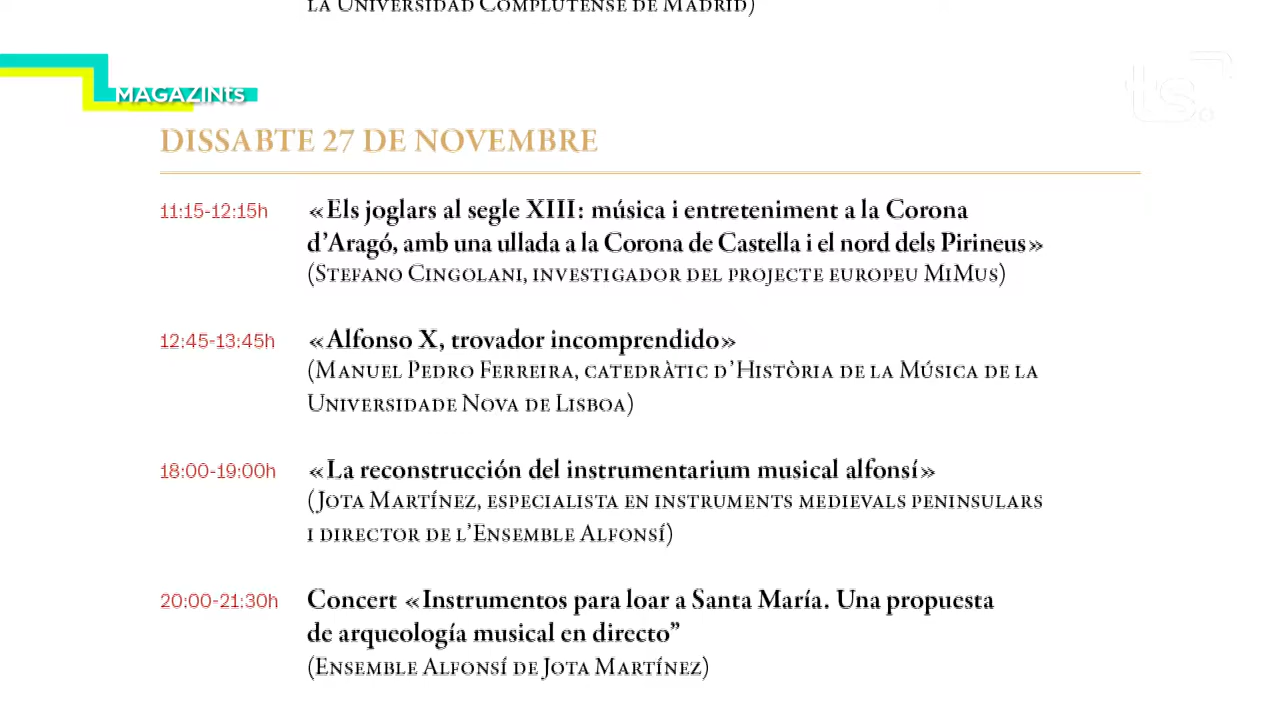 LA UNIVERSIDAD COMPLUTENSE DE MADRID)
MAGAZINts
ts.
DISSABTE 27 DE NOVEMBRE
11:15-12:15h «Els joglars al segle XIII: música i entreteniment a la Corona
d’Aragó, amb una ullada a la Corona de Castella i el nord dels Pirineus»
(STEFANO CINGOLANI, INVESTIGADOR DEL PROJECTE EUROPEU MIMUS)
12:45-13:45h «Alfonso X, trovador incomprendido»
(MANUEL PEDRO FERREIRA, CATEDRÀTIC D’HISTÒRIA DE LA MÚSICA DE LA
UNIVERSIDADE NOVA DE LISBOA)
18:00-19:00h «La reconstrucción del instrumentarium musical alfonsí»
(JOTA MARTÍNEZ, ESPECIALISTA EN INSTRUMENTS MEDIEVALS PENINSULARS
I DIRECTOR DE L’ENSEMBLE ALFONSÍ)
20:00-21:30h Concert «Instrumentos para loar a Santa María. Una propuesta
de arqueología musical en directo”
(ENSEMBLE ALFONSÍ DE JOTA MARTÍNEZ)